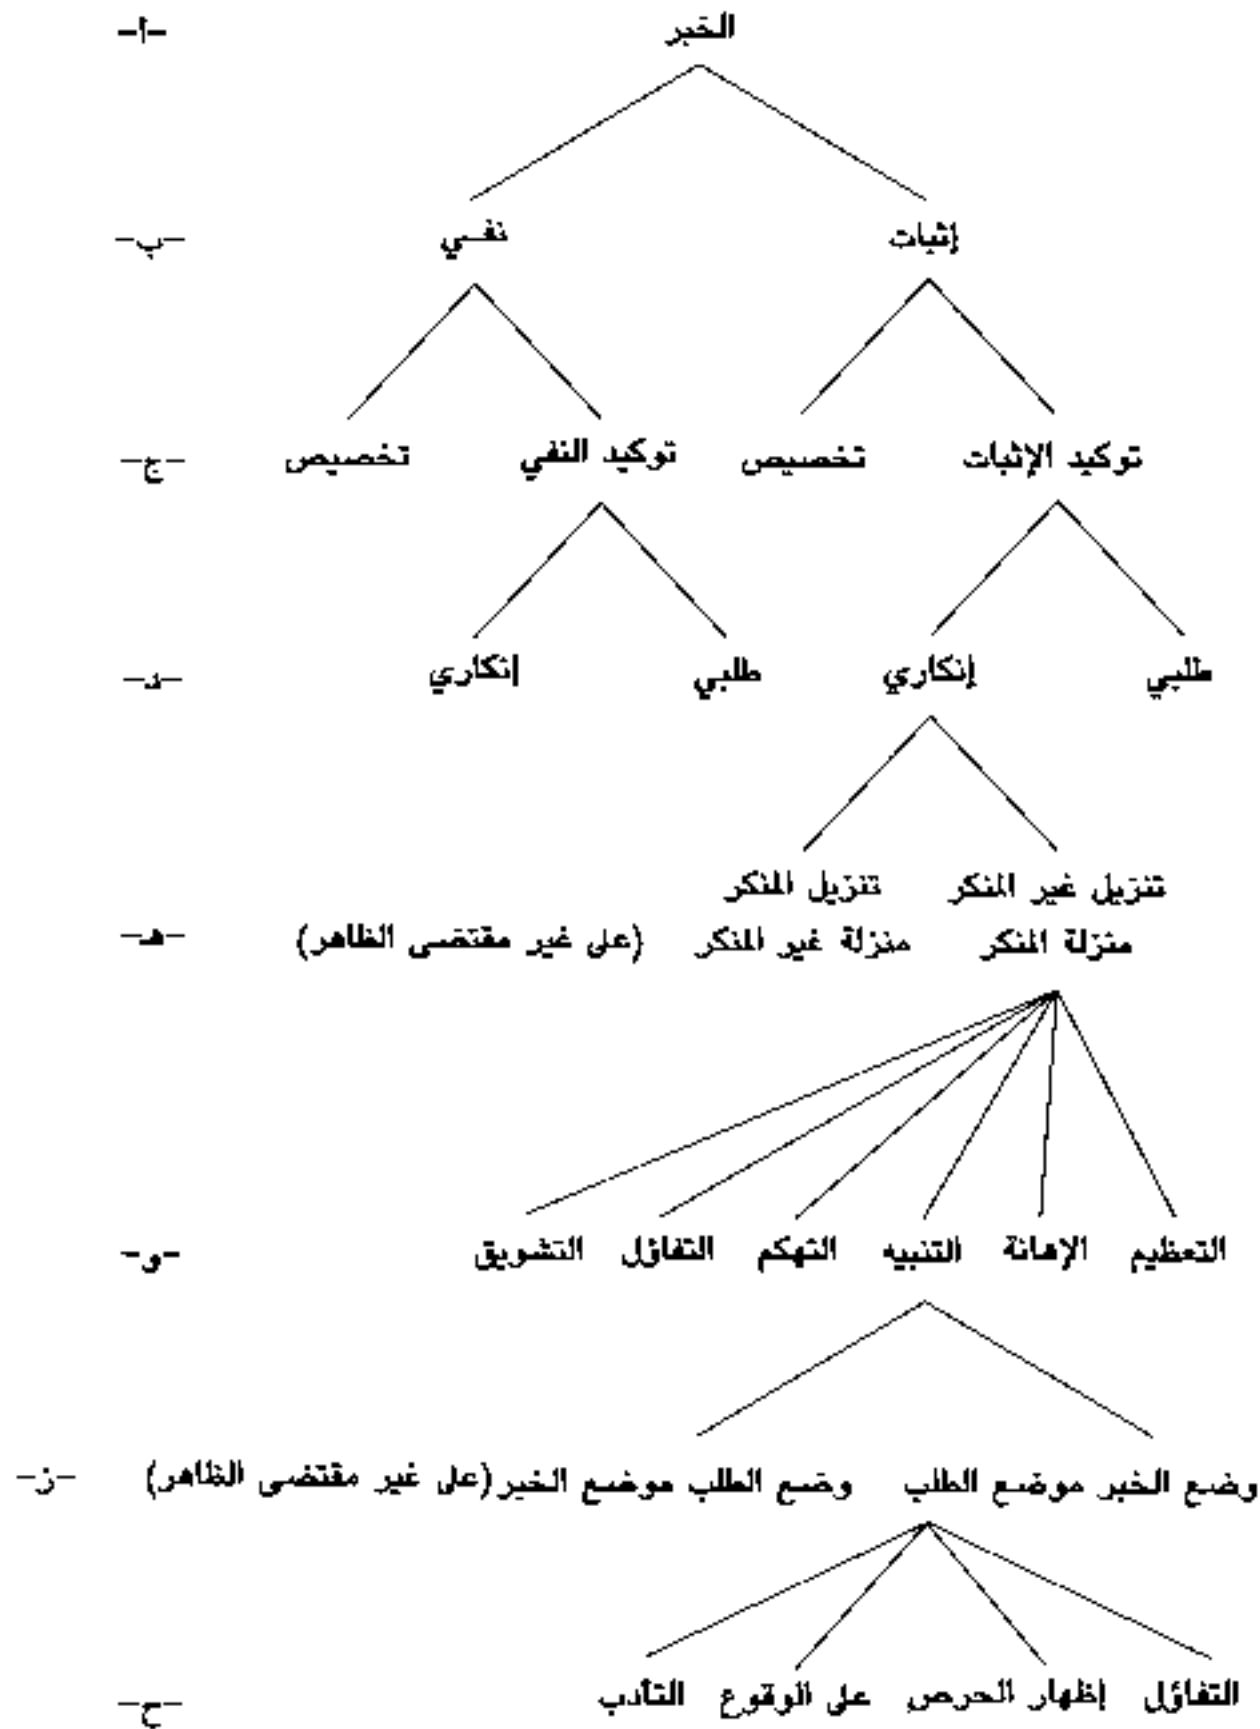 الخبر -أ-
إثبات نفي -ب-
توكيد الإثبات تخصيص توكيد النفي تخصيص -ج-
طلبي إنكاري طلبي إنكاري -د-
تنزيل غير المنكر تنزيل المنكر
منزلة المنكر منزلة غير المنكر (على غير مقتضى الظاهر) -هـ-
التعظيم الإهانة التنبيه التهكم التفاؤل التشويق -و-
وضع الخبر موضع الطلب وضع الطلب موضع الخبر (على غير مقتضى الظاهر) -ز-
التفاؤل إظهار الحرص على الوقوع التأدب -ح-